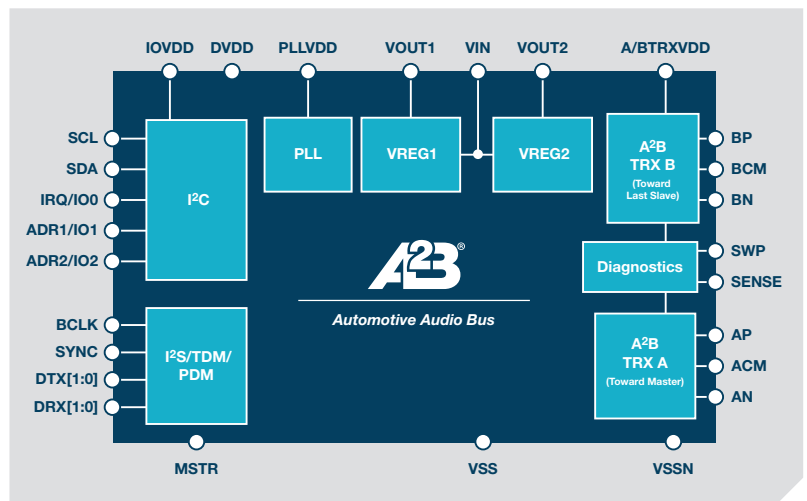 IOVDD DVDD PLLVDD VOUT1 VIN VOUT2 A/BTRXVDD
SCL
SDA
IRQ/IO0
ADR1/IO1
ADR2/IO2
I²C
PLL
VREG1
VREG2
A²B
TRX B
(Toward
Last Slave)
BP
BCM
BN
Diagnostics
SWP
SENSE
A²B®
Automotive Audio Bus
BCLK
SYNC
DTX[1:0]
DRX[1:0]
I²S/TDM/
PDM
A²B
TRX A
(Toward Master)
AP
ACM
AN
MSTR VSS VSSN